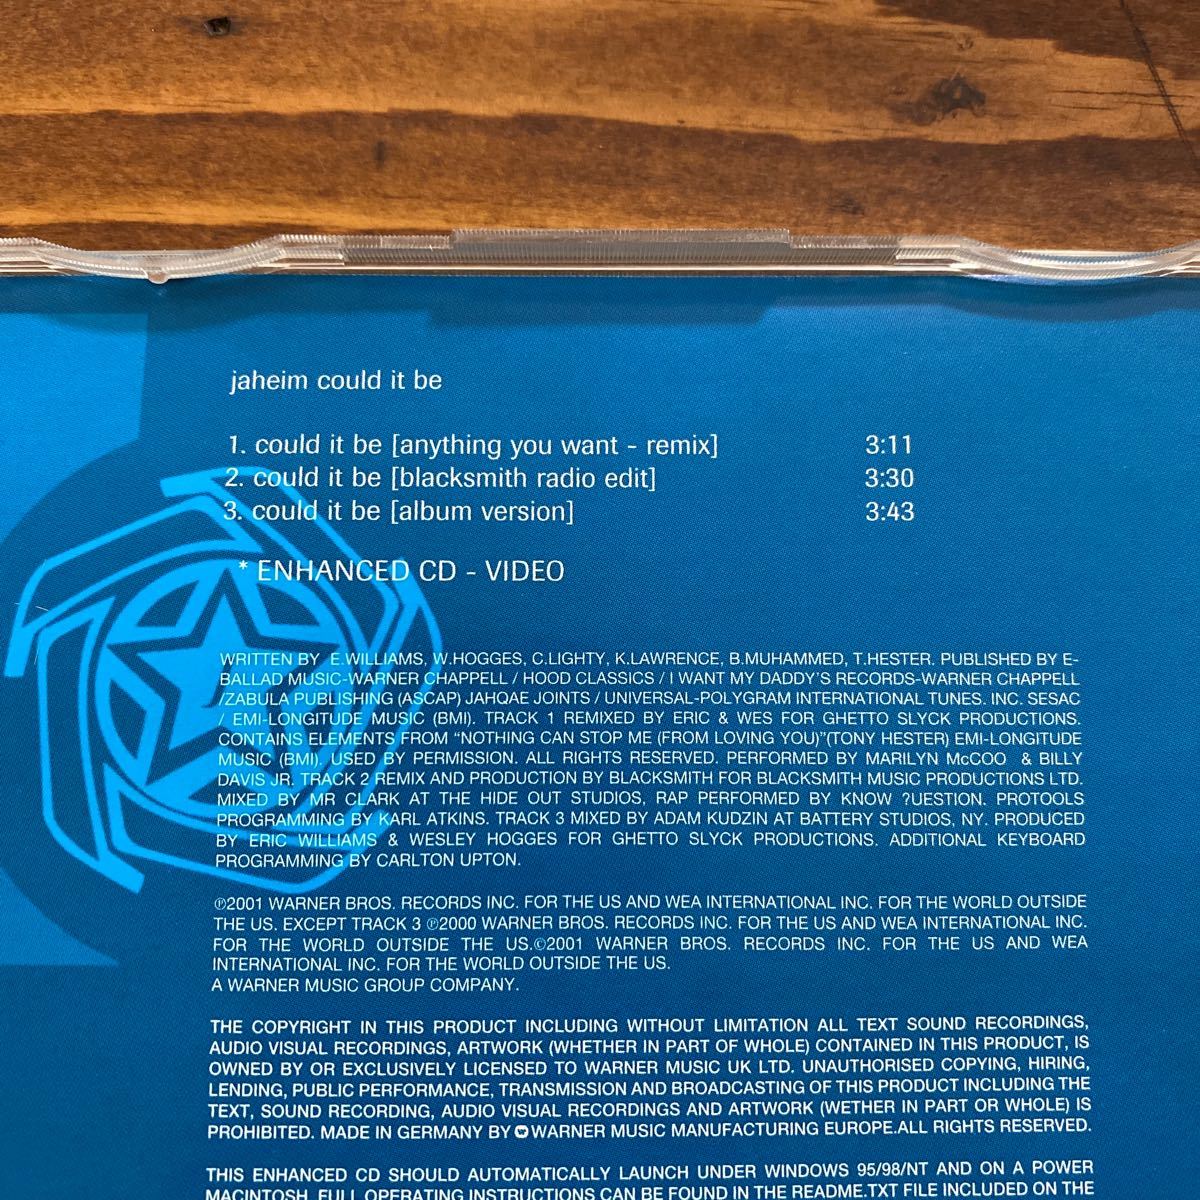 jaheim could it be
1. could it be [anything you want - remix] 3:11
2. could it be [blacksmith radio edit] 3:30
3. could it be [album version] 3:43
* ENHANCED CD - VIDEO
WRITTEN BY E.WILLIAMS, W.HOGGES, C.LIGHTY, K.LAWRENCE, B.MUHAMMED, T.HESTER. PUBLISHED BY E-
BALLAD MUSIC-WARNER CHAPPELL / HOOD CLASSICS / I WANT MY DADDY'S RECORDS-WARNER CHAPPELL
/ZABULA PUBLISHING (ASCAP) JAHQAE JOINTS / UNIVERSAL-POLYGRAM INTERNATIONAL TUNES. INC. SESAC
/ EMI-LONGITUDE MUSIC (BMI). TRACK 1 REMIXED BY ERIC & WES FOR GHETTO SLYCK PRODUCTIONS.
CONTAINS ELEMENTS FROM "NOTHING CAN STOP ME (FROM LOVING YOU)"(TONY HESTER) EMI-LONGITUDE
MUSIC (BMI). USED BY PERMISSION. ALL RIGHTS RESERVED. PERFORMED BY MARILYN McCOO & BILLY
DAVIS JR. TRACK 2 REMIX AND PRODUCTION BY BLACKSMITH FOR BLACKSMITH MUSIC PRODUCTIONS LTD.
MIXED BY MR CLARK AT THE HIDE OUT STUDIOS, RAP PERFORMED BY KNOW ?UESTION. PROTOOLS
PROGRAMMING BY KARL ATKINS. TRACK 3 MIXED BY ADAM KUDZIN AT BATTERY STUDIOS, NY. PRODUCED
BY ERIC WILLIAMS & WESLEY HOGGES FOR GHETTO SLYCK PRODUCTIONS. ADDITIONAL KEYBOARD
PROGRAMMING BY CARLTON UPTON.
℗2001 WARNER BROS. RECORDS INC. FOR THE US AND WEA INTERNATIONAL INC. FOR THE WORLD OUTSIDE
THE US. EXCEPT TRACK 3 ℗2000 WARNER BROS. RECORDS INC. FOR THE US AND WEA INTERNATIONAL INC.
FOR THE WORLD OUTSIDE THE US.©2001 WARNER BROS. RECORDS INC. FOR THE US AND WEA
INTERNATIONAL INC. FOR THE WORLD OUTSIDE THE US.
A WARNER MUSIC GROUP COMPANY.
THE COPYRIGHT IN THIS PRODUCT INCLUDING WITHOUT LIMITATION ALL TEXT SOUND RECORDINGS,
AUDIO VISUAL RECORDINGS, ARTWORK (WHETHER IN PART OF WHOLE) CONTAINED IN THIS PRODUCT, IS
OWNED BY OR EXCLUSIVELY LICENSED TO WARNER MUSIC UK LTD. UNAUTHORISED COPYING, HIRING,
LENDING, PUBLIC PERFORMANCE, TRANSMISSION AND BROADCASTING OF THIS PRODUCT INCLUDING THE
TEXT, SOUND RECORDING, AUDIO VISUAL RECORDINGS AND ARTWORK (WETHER IN PART OR WHOLE) IS
PROHIBITED. MADE IN GERMANY BY WARNER MUSIC MANUFACTURING EUROPE.ALL RIGHTS RESERVED.
THIS ENHANCED CD SHOULD AUTOMATICALLY LAUNCH UNDER WINDOWS 95/98/NT AND ON A POWER
MACINTOSH. FULL OPERATING INSTRUCTIONS CAN BE FOUND IN THE README.TXT FILE INCLUDED ON THE